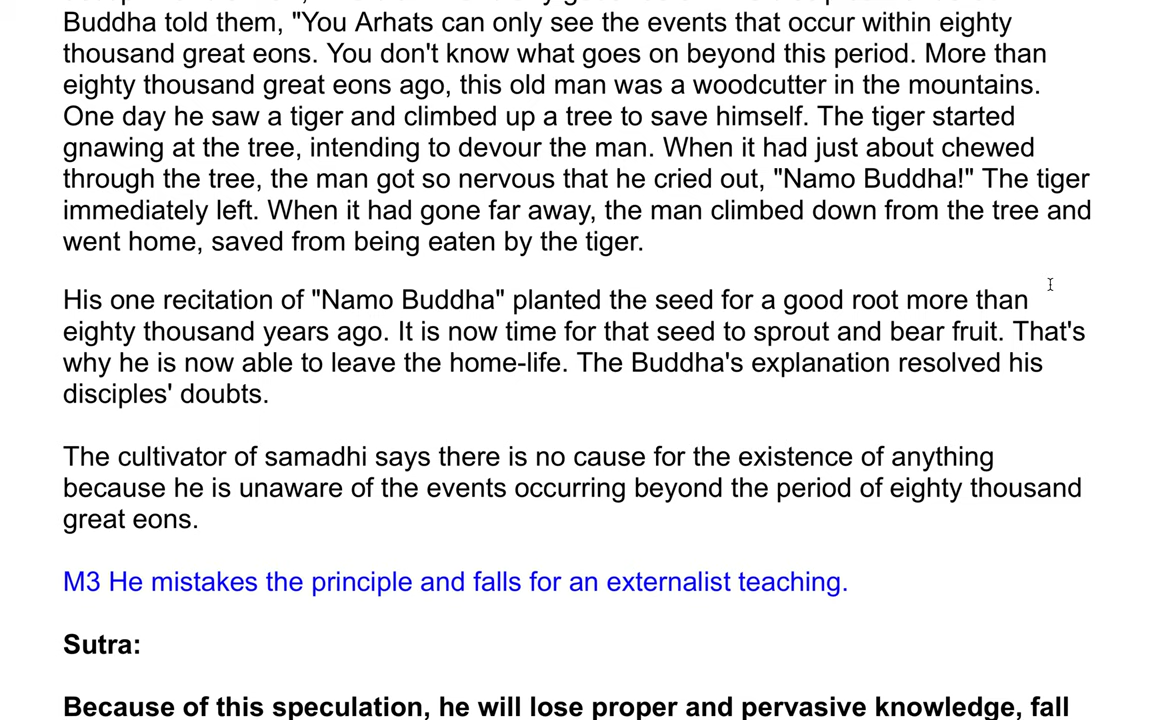 Buddha told them, "You Arhats can only see the events that occur within eighty
thousand great eons. You don't know what goes on beyond this period. More than
eighty thousand great eons ago, this old man was a woodcutter in the mountains.
One day he saw a tiger and climbed up a tree to save himself. The tiger started
gnawing at the tree, intending to devour the man. When it had just about chewed
through the tree, the man got so nervous that he cried out, "Namo Buddha!" The tiger
immediately left. When it had gone far away, the man climbed down from the tree and
went home, saved from being eaten by the tiger.
His one recitation of "Namo Buddha" planted the seed for a good root more than
eighty thousand years ago. It is now time for that seed to sprout and bear fruit. That's
why he is now able to leave the home-life. The Buddha's explanation resolved his
disciples' doubts.
The cultivator of samadhi says there is no cause for the existence of anything
because he is unaware of the events occurring beyond the period of eighty thousand
great eons.
M3 He mistakes the principle and falls for an externalist teaching.
Sutra:
Because of this speculation, he will lose proper and pervasive knowledge, fall